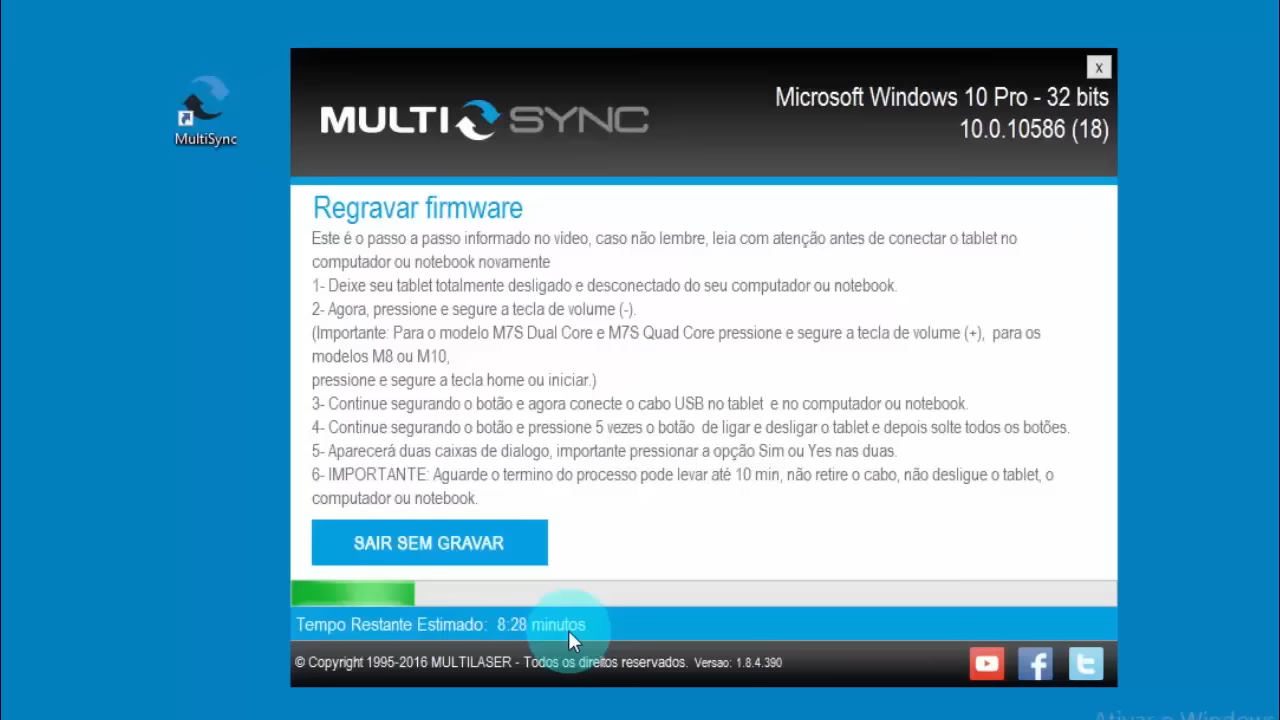 MultiSync
MULTI SYNC
x
Microsoft Windows 10 Pro - 32 bits
10.0.10586 (18)
Regravar firmware
Este é o passo a passo informado no vídeo, caso não lembre, leia com atenção antes de conectar o tablet no
computador ou notebook novamente
1- Deixe seu tablet totalmente desligado e desconectado do seu computador ou notebook.
2- Agora, pressione e segure a tecla de volume (-).
(Importante: Para o modelo M7S Dual Core e M7S Quad Core pressione e segure a tecla de volume (+), para os
modelos M8 ou M10,
pressione e segure a tecla home ou iniciar.)
3- Continue segurando o botão e agora conecte o cabo USB no tablet e no computador ou notebook.
4- Continue segurando o botão e pressione 5 vezes o botão de ligar e desligar o tablet e depois solte todos os botões.
5- Aparecerá duas caixas de dialogo, importante pressionar a opção Sim ou Yes nas duas.
6- IMPORTANTE: Aguarde o termino do processo pode levar até 10 min, não retire o cabo, não desligue o tablet, o
computador ou notebook.
SAIR SEM GRAVAR
Tempo Restante Estimado: 8:28 minutos
© Copyright 1995-2016 MULTILASER - Todos os direitos reservados. Versao: 1.8.4.390
Ativar o Windows